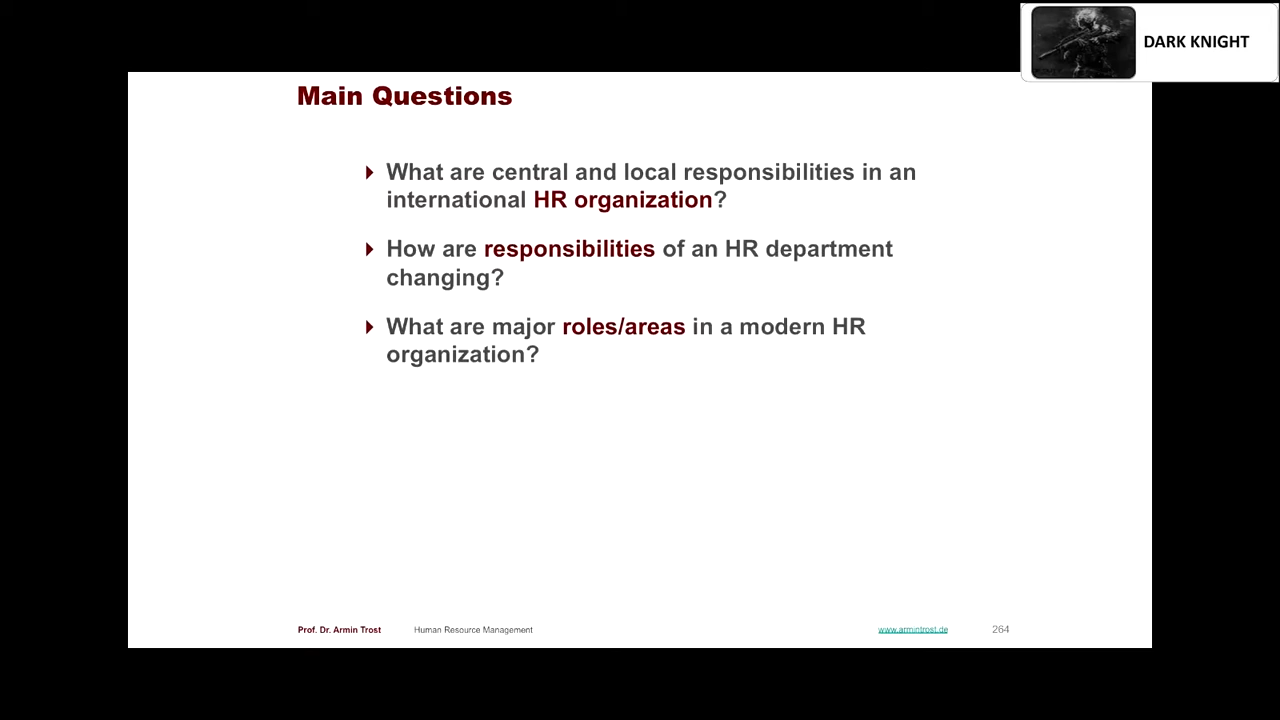 DARK KNIGHT
Main Questions
What are central and local responsibilities in an
international HR organization?
How are responsibilities of an HR department
changing?
What are major roles/areas in a modern HR
organization?
Prof. Dr. Armin Trost Human Resource Management www.armintrost.de 264